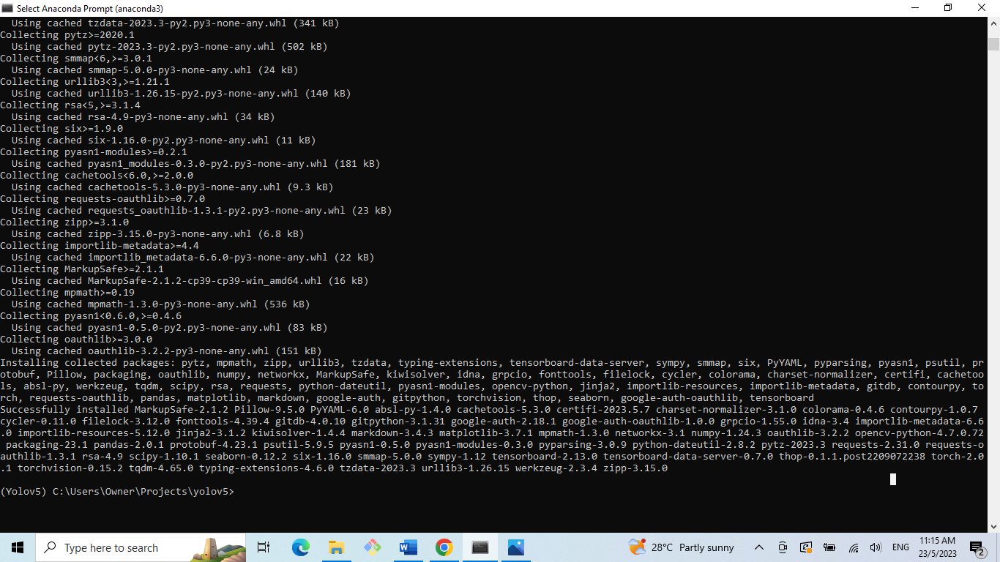 Select Anaconda Prompt (anaconda3)
Using cached tzdata-2023.3-py2.py3-none-any.whl (341 kB)
Collecting pytz>=2020.1
Using cached pytz-2023.3-py2.py3-none-any.whl (502 kB)
Collecting smmap<6,>=3.0.1
Using cached smmap-5.0.0-py3-none-any.whl (24 kB)
Collecting urllib3<3,>=1.21.1
Using cached urllib3-1.26.15-py2.py3-none-any.whl (140 kB)
Collecting rsa<5,>=3.1.4
Using cached rsa-4.9-py3-none-any.whl (34 kB)
Collecting six>=1.9.0
Using cached six-1.16.0-py2.py3-none-any.whl (11 kB)
Collecting pyasn1-modules>=0.2.1
Using cached pyasn1_modules-0.3.0-py2.py3-none-any.whl (181 kB)
Collecting cachetools<6.0,>=2.0.0
Using cached cachetools-5.3.0-py3-none-any.whl (9.3 kB)
Collecting requests-oauthlib>=0.7.0
Using cached requests_oauthlib-1.3.1-py2.py3-none-any.whl (23 kB)
Collecting zipp>=3.1.0
Using cached zipp-3.15.0-py3-none-any.whl (6.8 kB)
Collecting importlib-metadata>=4.4
Using cached importlib_metadata-6.6.0-py3-none-any.whl (22 kB)
Collecting MarkupSafe>=2.1.1
Using cached MarkupSafe-2.1.2-cp39-cp39-win_amd64.whl (16 kB)
Collecting mpmath>=0.19
Using cached mpmath-1.3.0-py3-none-any.whl (536 kB)
Collecting pyasn1<0.6.0,>=0.4.6
Using cached pyasn1-0.5.0-py2.py3-none-any.whl (83 kB)
Collecting oauthlib>=3.0.0
Using cached oauthlib-3.2.2-py3-none-any.whl (151 kB)
Installing collected packages: pytz, mpmath, zipp, urllib3, tzdata, typing-extensions, tensorboard-data-server, sympy, smmap, six, PyYAML, pyparsing, pyasn1, psutil, pr
otobuf, Pillow, packaging, oauthlib, numpy, networkx, MarkupSafe, kiwisolver, idna, grpcio, fonttools, filelock, cycler, colorama, charset-normalizer, certifi, cachetoo
ls, absl-py, werkzeug, tqdm, scipy, rsa, requests, python-dateutil, pyasn1-modules, opencv-python, jinja2, importlib-resources, importlib-metadata, gitdb, contourpy, to
rch, requests-oauthlib, pandas, matplotlib, markdown, google-auth, gitpython, torchvision, thop, seaborn, google-auth-oauthlib, tensorboard
Successfully installed MarkupSafe-2.1.2 Pillow-9.5.0 PyYAML-6.0 absl-py-1.4.0 cachetools-5.3.0 certifi-2023.5.7 charset-normalizer-3.1.0 colorama-0.4.6 contourpy-1.0.7
cycler-0.11.0 filelock-3.12.0 fonttools-4.39.4 gitdb-4.0.10 gitpython-3.1.31 google-auth-2.18.1 google-auth-oauthlib-1.0.0 grpcio-1.55.0 idna-3.4 importlib-metadata-6.6
.0 importlib-resources-5.12.0 jinja2-3.1.2 kiwisolver-1.4.4 markdown-3.4.3 matplotlib-3.7.1 mpmath-1.3.0 networkx-3.1 numpy-1.24.3 oauthlib-3.2.2 opencv-python-4.7.0.72
packaging-23.1 pandas-2.0.1 protobuf-4.23.1 psutil-5.9.5 pyasn1-0.5.0 pyasn1-modules-0.3.0 pyparsing-3.0.9 python-dateutil-2.8.2 pytz-2023.3 requests-2.31.0 requests-o
authlib-1.3.1 rsa-4.9 scipy-1.10.1 seaborn-0.12.2 six-1.16.0 smmap-5.0.0 sympy-1.12 tensorboard-2.13.0 tensorboard-data-server-0.7.0 thop-0.1.1.post2209072238 torch-2.0
.1 torchvision-0.15.2 tqdm-4.65.0 typing-extensions-4.6.0 tzdata-2023.3 urllib3-1.26.15 werkzeug-2.3.4 zipp-3.15.0
(Yolov5) C:\Users\Owner\Projects\yolov5>
Type here to search
28°C Partly sunny
ENG
11:15 AM
23/5/2023
2